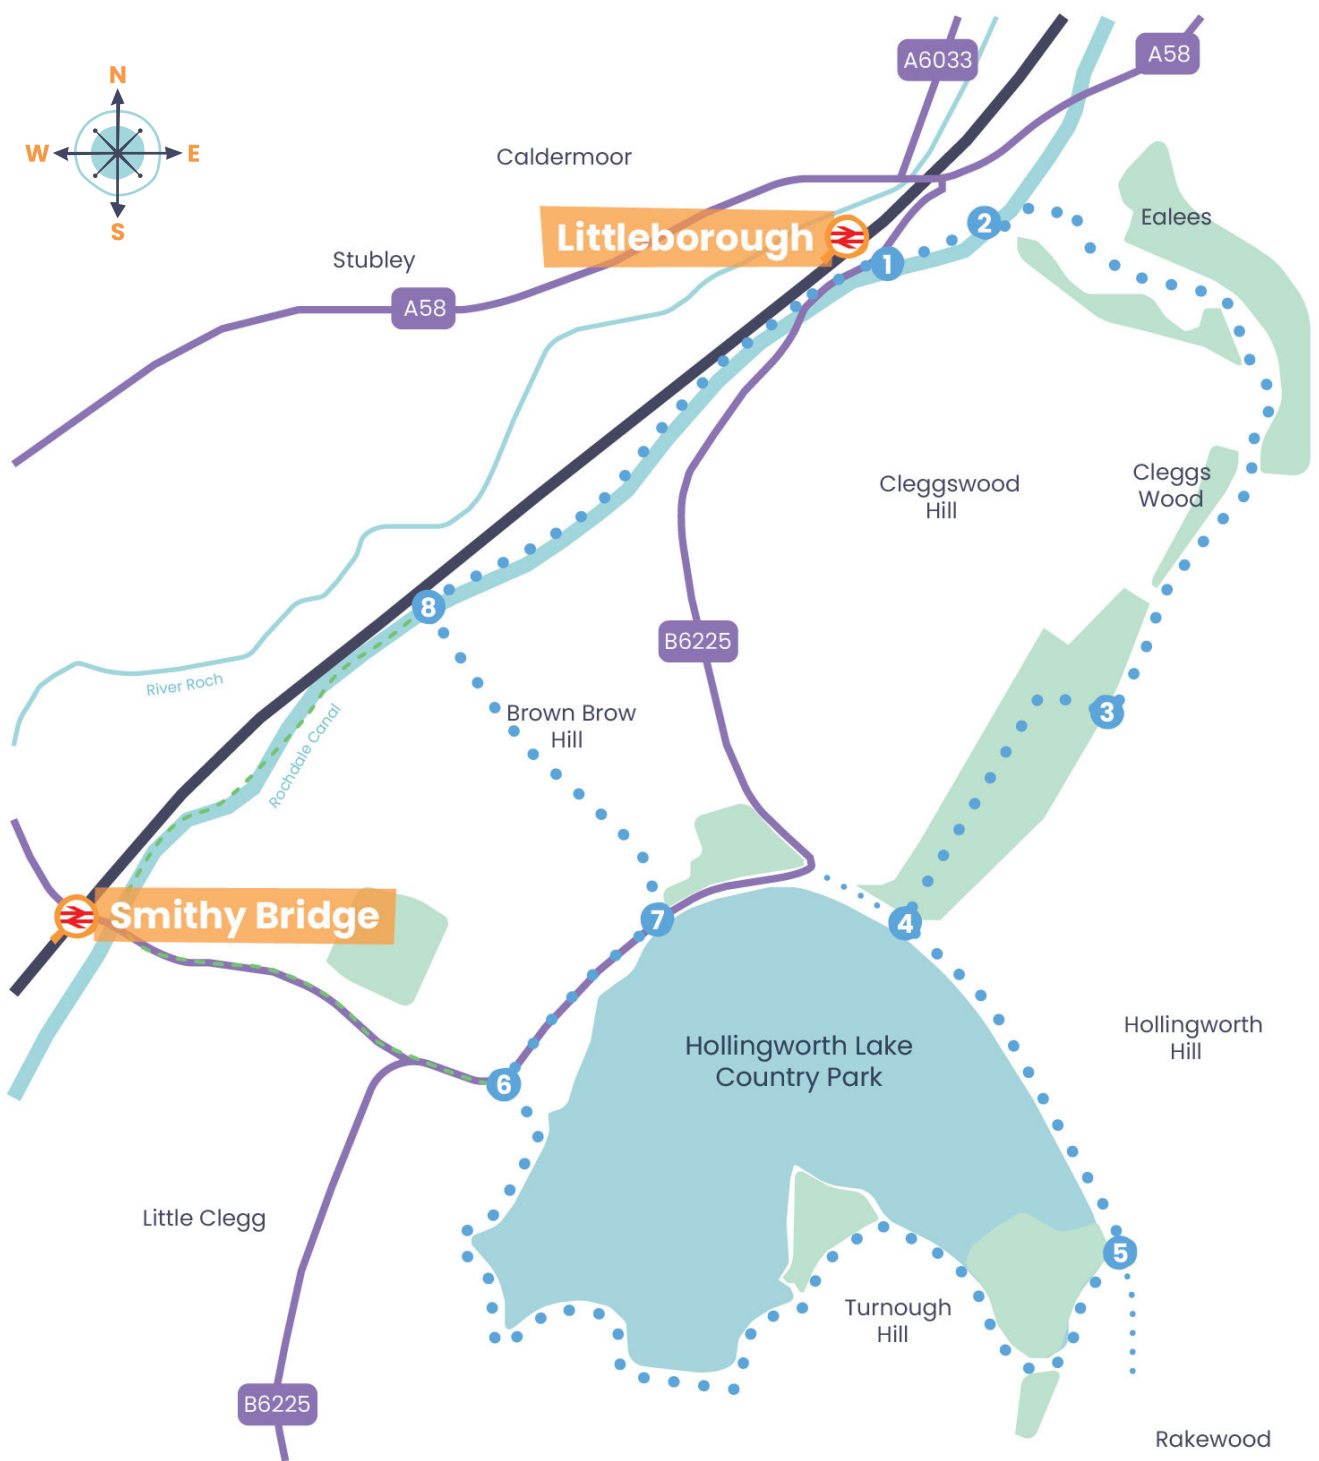 A6033
A58
N
W
E
S
Caldermoor
Ealees
Littleborough
2
1
Stubley
A58
Cleggswood
Hill
Cleggs
Wood
8
B6225
River Roch
Rochdale Canal
Brown Brow
Hill
3
Smithy Bridge
7
4
Hollingworth
Hill
Hollingworth Lake
Country Park
6
Little Clegg
5
Turnough
Hill
B6225
Rakewood